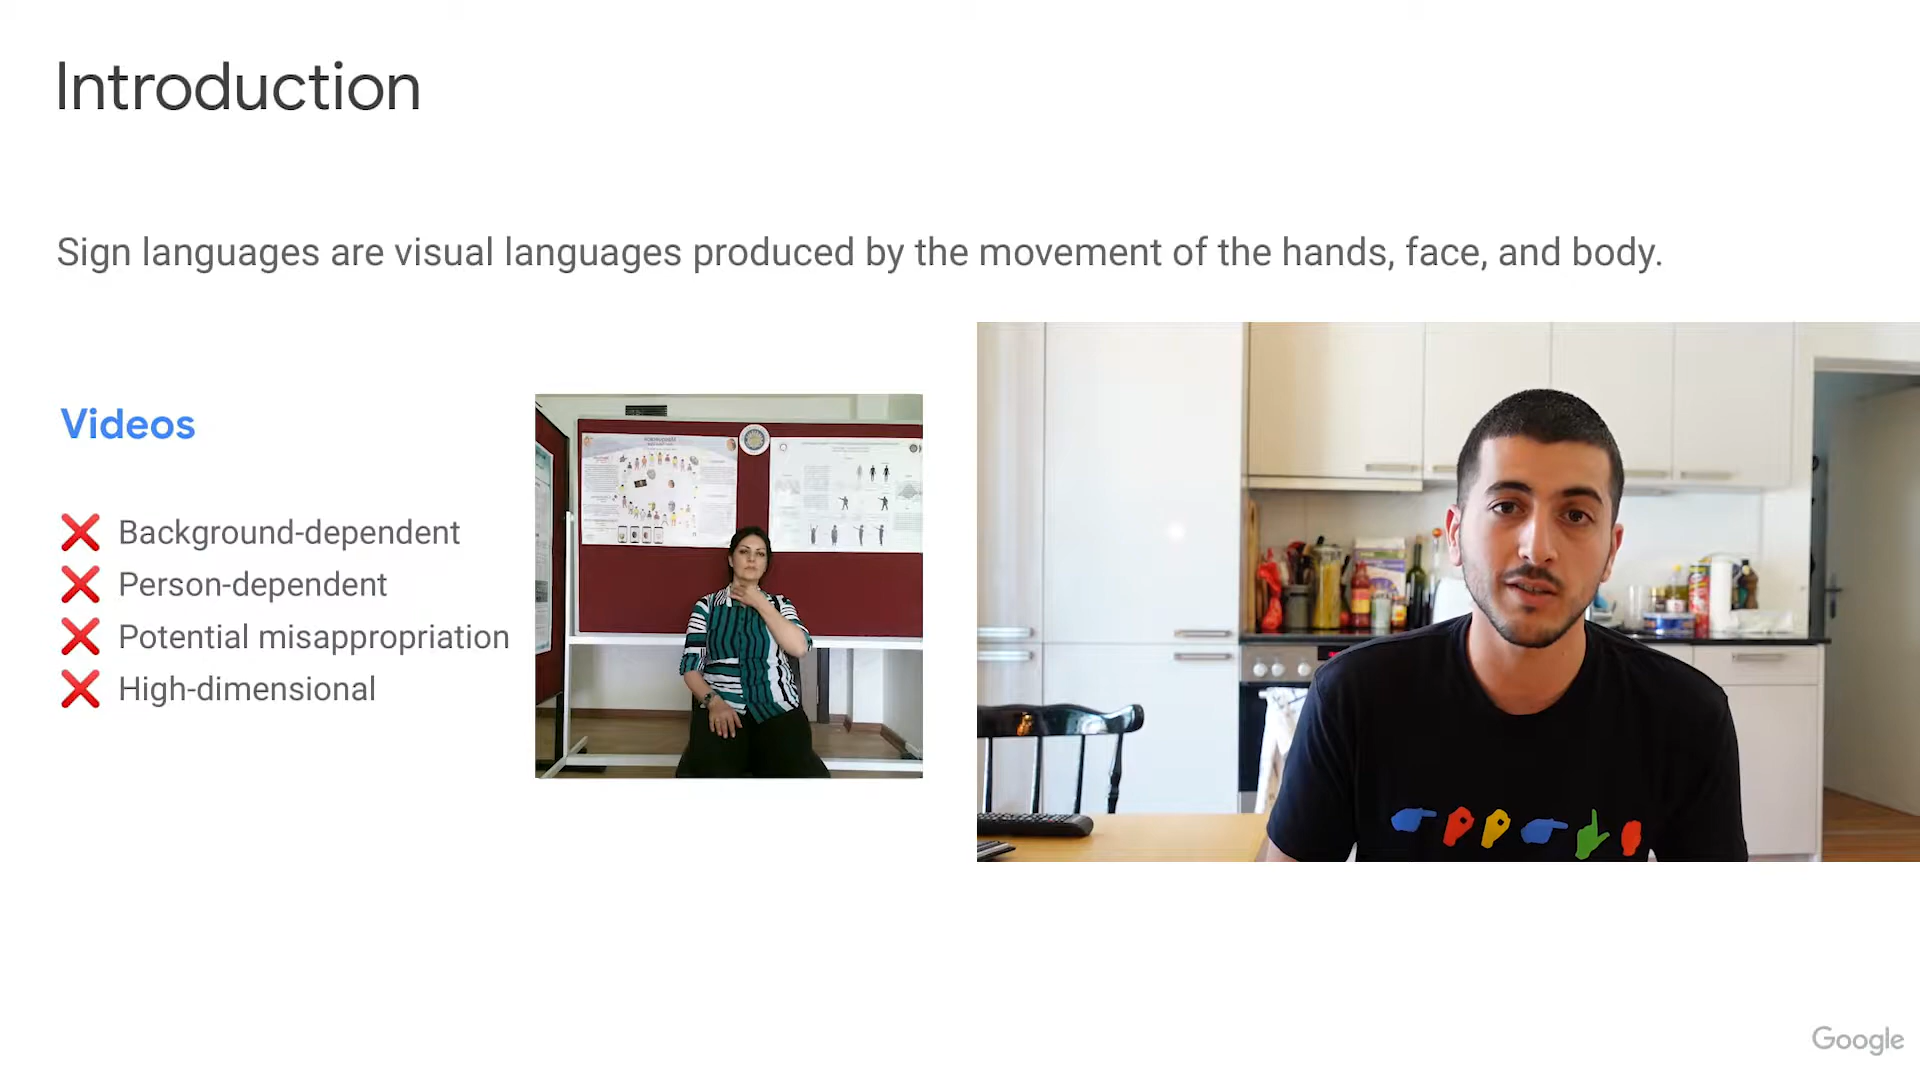 Introduction
Sign languages are visual languages produced by the movement of the hands, face, and body.
Videos
Background-dependent
Person-dependent
Potential misappropriation
High-dimensional
Google